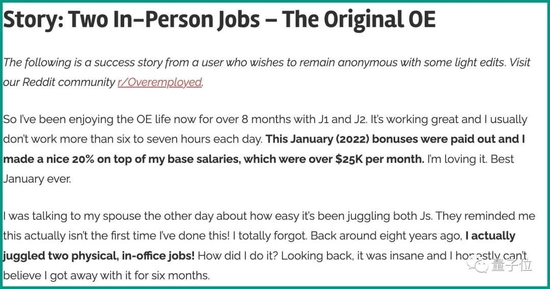 Story: Two In-Person Jobs – The Original OE
The following is a success story from a user who wishes to remain anonymous with some light edits. Visit
our Reddit community r/Overemployed.
So I've been enjoying the OE life now for over 8 months with J1 and J2. It's working great and I usually
don't work more than six to seven hours each day. This January (2022) bonuses were paid out and I
made a nice 20% on top of my base salaries, which were over $25K per month. I'm loving it. Best
January ever.
I was talking to my spouse the other day about how easy it's been juggling both Js. They reminded me
this actually isn't the first time I've done this! I totally forgot. Back around eight years ago, I actually
juggled two physical, in-office jobs! How did I do it? Looking back, it was insane and I honestly can't
believe I got away with it for six months.
量子位